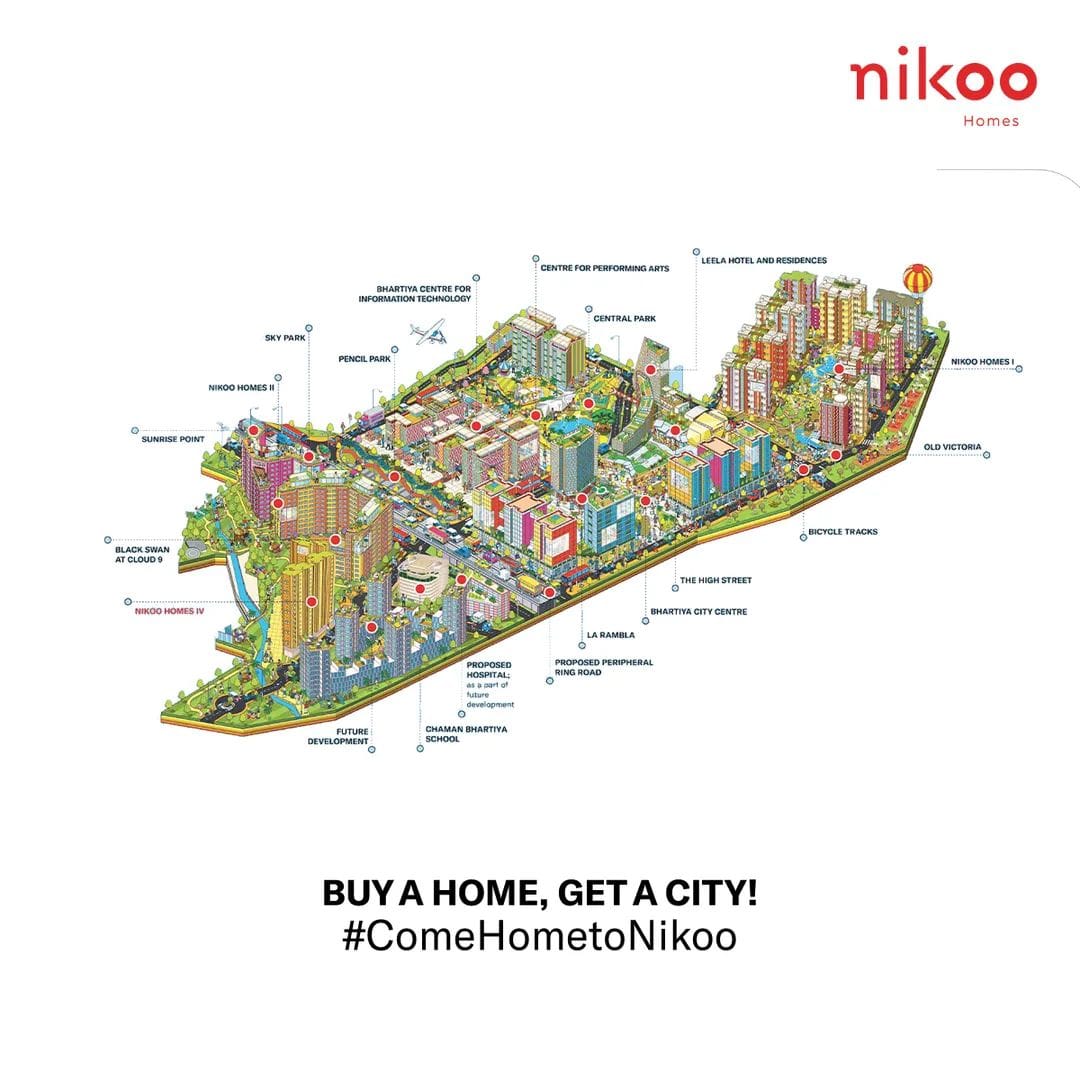 nikoo
Homes
LEELA HOTEL AND RESIDENCES
CENTRE FOR PERFORMING ARTS
BHARTIYA CENTRE FOR
INFORMATION TECHNOLOGY
CENTRAL PARK
SKY PARK
PENCIL PARK
NIKOO HOMES I
NIKOO HOMES II
SUNRISE POINT
OLD VICTORIA
BICYCLE TRACKS
BLACK SWAN
AT CLOUD 9
THE HIGH STREET
NIKOO HOMES IV
BHARTIYA CITY CENTRE
LA RAMBLA
PROPOSED PERIPHERAL
RING ROAD
PROPOSED
HOSPITAL;
as a part of
future
development
FUTURE
DEVELOPMENT
CHAMAN BHARTIYA
SCHOOL
BUY A HOME, GET A CITY!
#ComeHometoNikoo